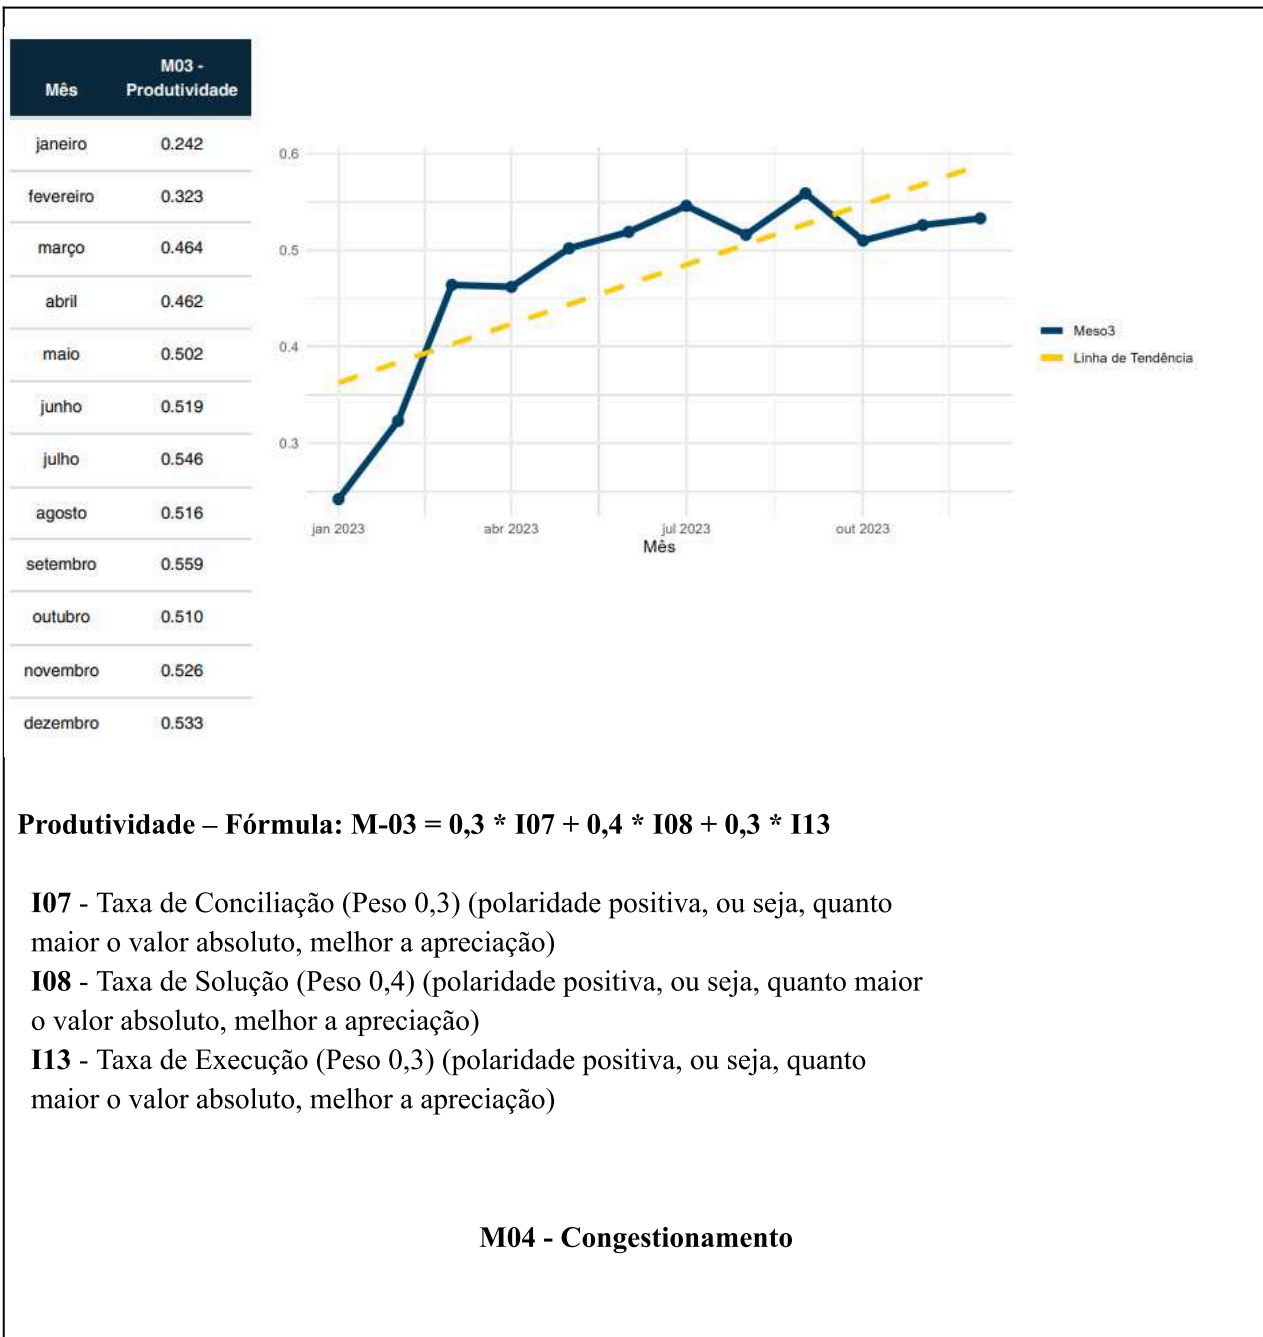 M03 -
Mês Produtividade
janeiro 0.242
fevereiro 0.323
março 0.464
abril 0.462
maio 0.502
junho 0.519
julho 0.546
agosto 0.516
setembro 0.559
outubro 0.510
novembro 0.526
dezembro 0.533
0.6
0.5
0.4
0.3
jan 2023 abr 2023 jul 2023 out 2023
Mês
Meso3
Linha de Tendência
Produtividade – Fórmula: M-03 = 0,3 * I07 + 0,4 * I08 + 0,3 * I13
I07 - Taxa de Conciliação (Peso 0,3) (polaridade positiva, ou seja, quanto
maior o valor absoluto, melhor a apreciação)
I08 - Taxa de Solução (Peso 0,4) (polaridade positiva, ou seja, quanto maior
o valor absoluto, melhor a apreciação)
I13 - Taxa de Execução (Peso 0,3) (polaridade positiva, ou seja, quanto
maior o valor absoluto, melhor a apreciação)
M04 - Congestionamento